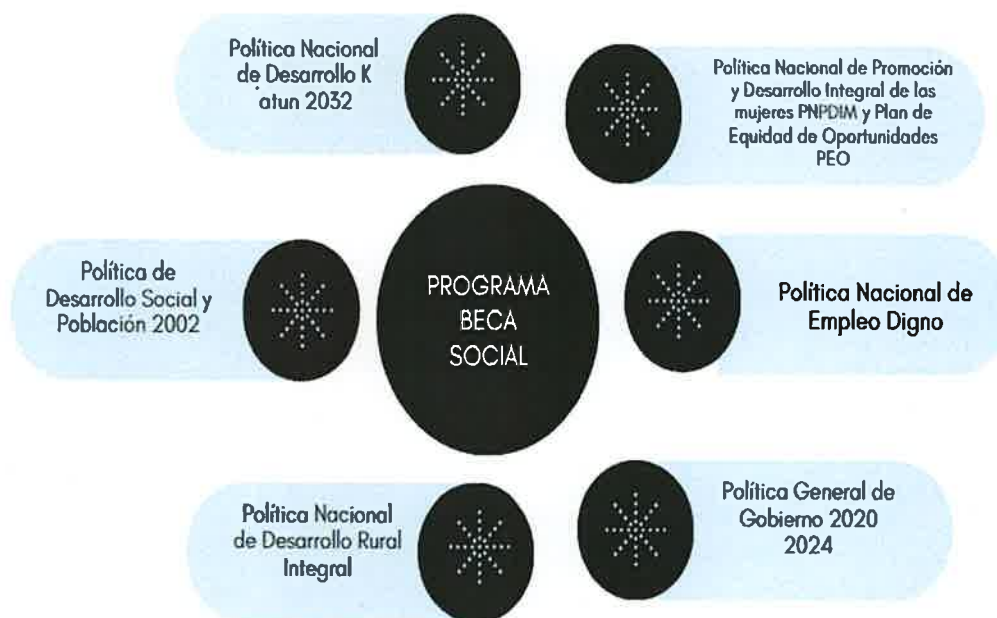 Política Nacional
de Desarrollo K
atun 2032
Política Nacional de Promoción
y Desarrollo Integral de las
mujeres PNPDIM y Plan de
Equidad de Oportunidades
PEO
Política de
Desarrollo Social y
Población 2002
PROGRAMA
BECA
SOCIAL
Política Nacional de
Empleo Digno
Política Nacional
de Desarrollo Rural
Integral
Política General de
Gobierno 2020
2024